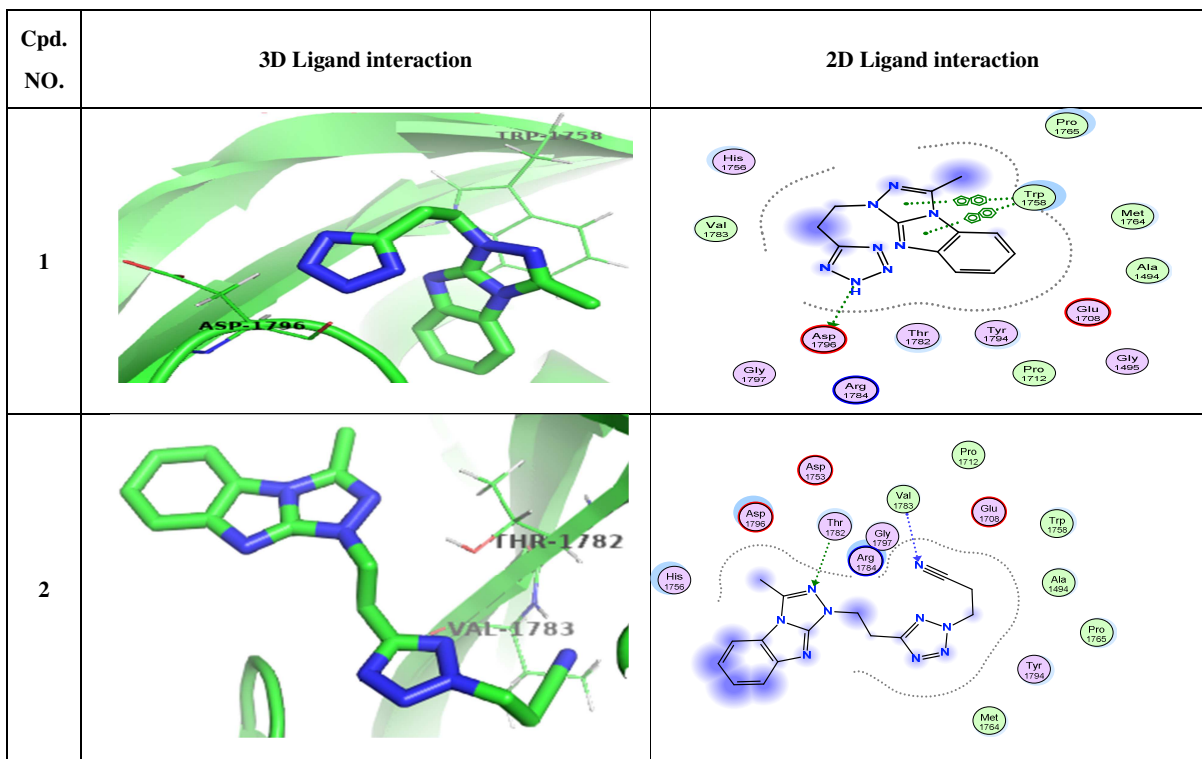 Cpd.
NO.
3D Ligand interaction
2D Ligand interaction
1
TRP-1758
ASP-1796
Pro
1765
His
1756
Trp
1758
Val
1783
Met
1764
Ala
1494
Glu
1708
Asp
1796
Thr
1782
Tyr
1794
Gly
1495
Gly
1797
Arg
1784
Pro
1712
N
N
N
N
N
N
N
N
H
2
THR-1782
VAL-1783
Pro
1712
Asp
1753
Val
1783
Asp
1796
Thr
1782
Gly
1797
Glu
1708
Trp
1758
Arg
1784
His
1756
Ala
1494
Pro
1765
Tyr
1794
Met
1764
N
N
N
N
N
N
N
N
N